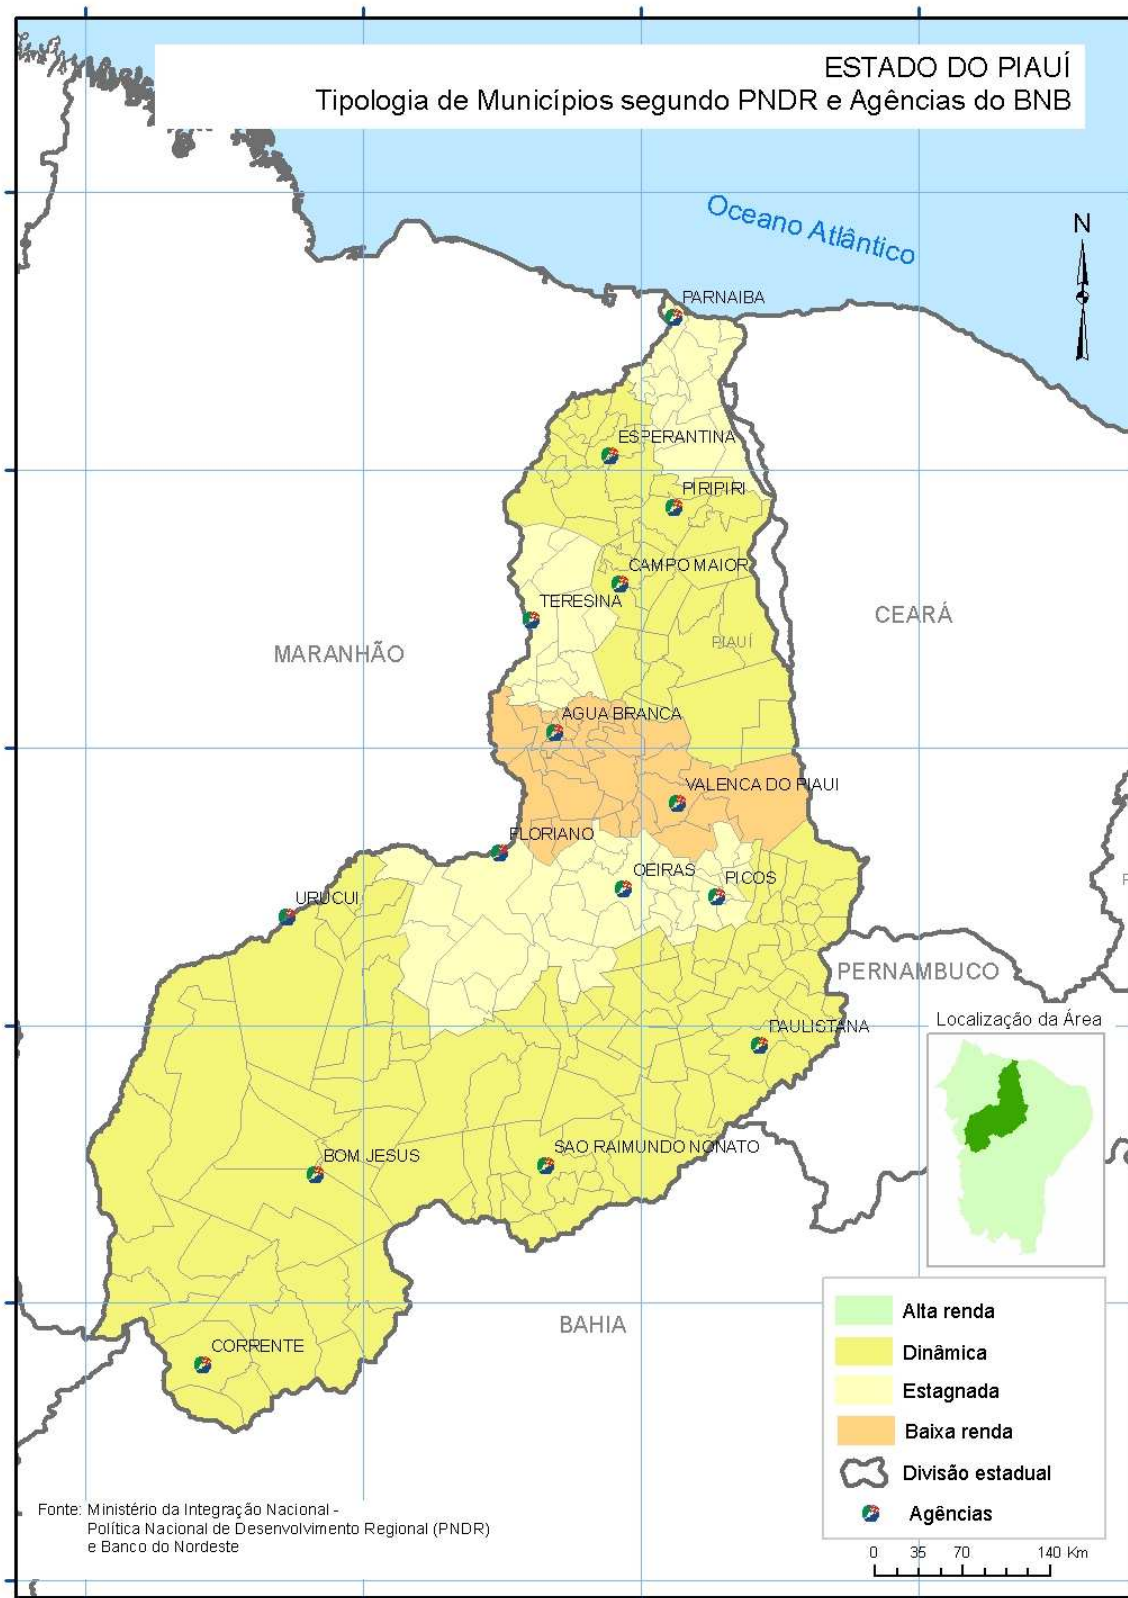 ESTADO DO PIAUÍ
Tipologia de Municípios segundo PNDR e Agências do BNB
Oceano Atlântico
N
PARNAIBA
ESPERANTINA
PIRIPIRI
CAMPO MAIOR
TERESINA
CEARÁ
PIAUÍ
MARANHÃO
AGUA BRANCA
VALENCA DO PIAUI
FLORIANO
OEIRAS
PICOS
URUCUI
PERNAMBUCO
Localização da Área
PAULISTANA
SAO RAIMUNDO NONATO
BOM JESUS
BAHIA
CORRENTE
Alta renda
Dinâmica
Estagnada
Baixa renda
Divisão estadual
Agências
Fonte: Ministério da Integração Nacional -
Política Nacional de Desenvolvimento Regional (PNDR)
e Banco do Nordeste
0 35 70 140 Km